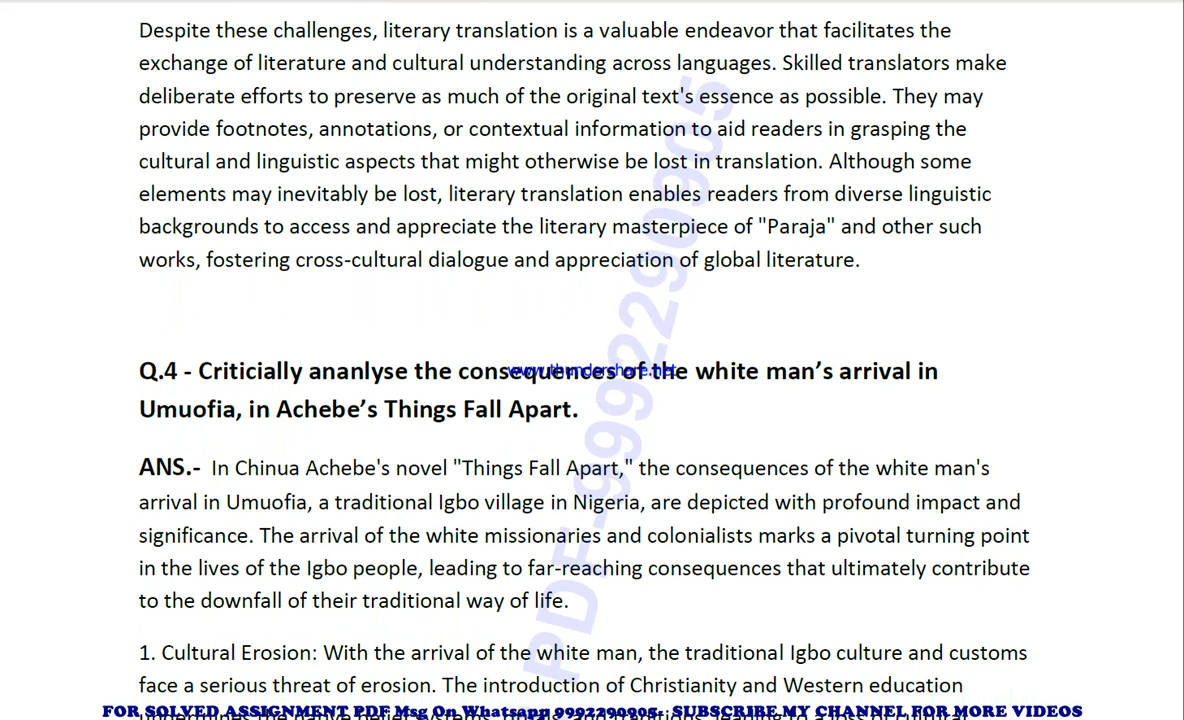 Despite these challenges, literary translation is a valuable endeavor that facilitates the
exchange of literature and cultural understanding across languages. Skilled translators make
deliberate efforts to preserve as much of the original text's essence as possible. They may
provide footnotes, annotations, or contextual information to aid readers in grasping the
cultural and linguistic aspects that might otherwise be lost in translation. Although some
elements may inevitably be lost, literary translation enables readers from diverse linguistic
backgrounds to access and appreciate the literary masterpiece of "Paraja" and other such
works, fostering cross-cultural dialogue and appreciation of global literature.
Q.4 - Criticially ananlyse the consequences of the white man’s arrival in
www.thundershare.net
Umuofia, in Achebe’s Things Fall Apart.
ANS.- In Chinua Achebe's novel "Things Fall Apart," the consequences of the white man's
arrival in Umuofia, a traditional Igbo village in Nigeria, are depicted with profound impact and
significance. The arrival of the white missionaries and colonialists marks a pivotal turning point
in the lives of the Igbo people, leading to far-reaching consequences that ultimately contribute
to the downfall of their traditional way of life.
1. Cultural Erosion: With the arrival of the white man, the traditional Igbo culture and customs
face a serious threat of erosion. The introduction of Christianity and Western education
FOR SOLVED ASSIGNMENT PDF Msg On Whatsapp 9992290905- SUBSCRIBE MY CHANNEL FOR MORE VIDEOS
PDF-9992290905